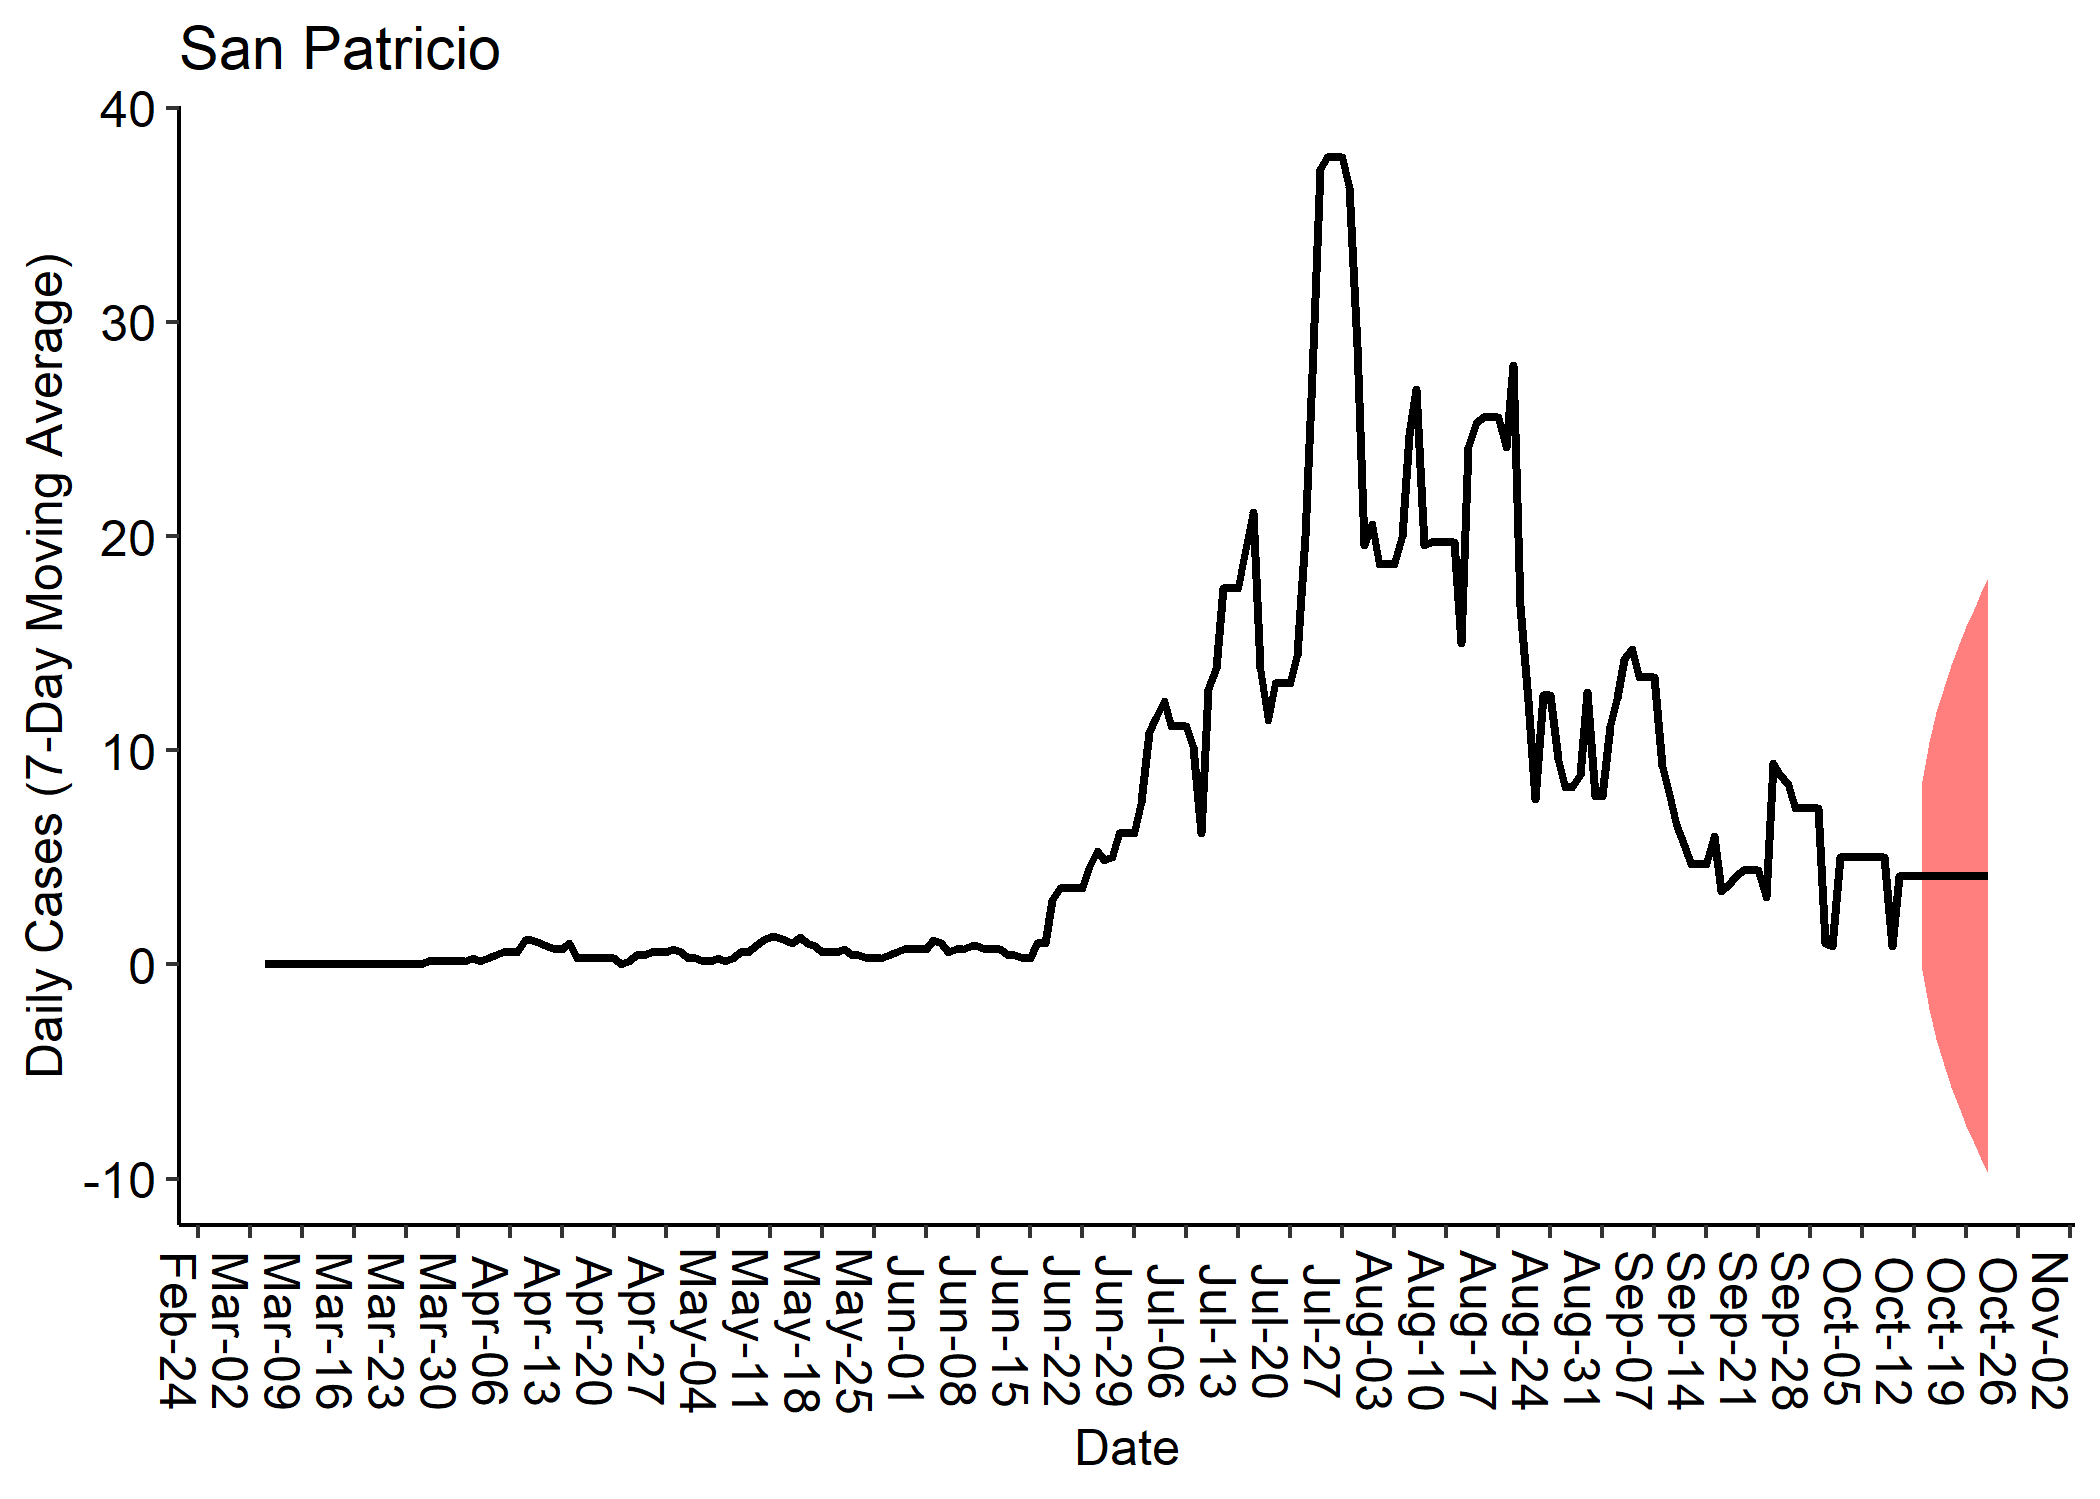 San Patricio
Daily Cases (7-Day Moving Average)
40
30
20
10
0
-10
Feb-24
Mar-02
Mar-09
Mar-16
Mar-23
Mar-30
Apr-06
Apr-13
Apr-20
Apr-27
May-04
May-11
May-18
May-25
Jun-01
Jun-08
Jun-15
Jun-22
Jun-29
Jul-06
Jul-13
Jul-20
Jul-27
Aug-03
Aug-10
Aug-17
Aug-24
Aug-31
Sep-07
Sep-14
Sep-21
Sep-28
Oct-05
Oct-12
Oct-19
Oct-26
Nov-02
Date